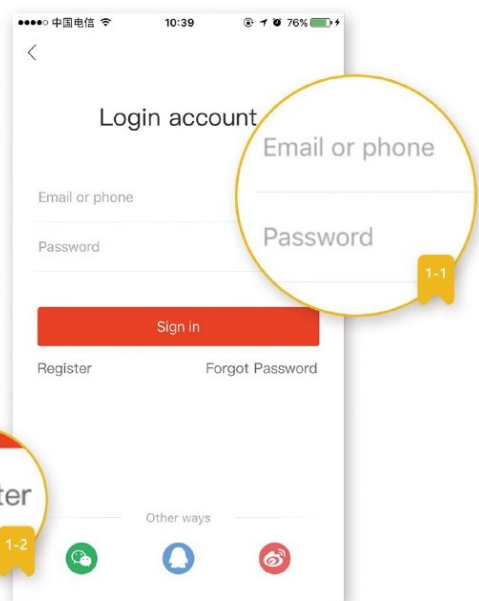 中国电信 10:39 76%
Login account
Email or phone
Email or phone
Password
Password
1-1
Sign in
Register Forgot Password
ter
1-2
Other ways